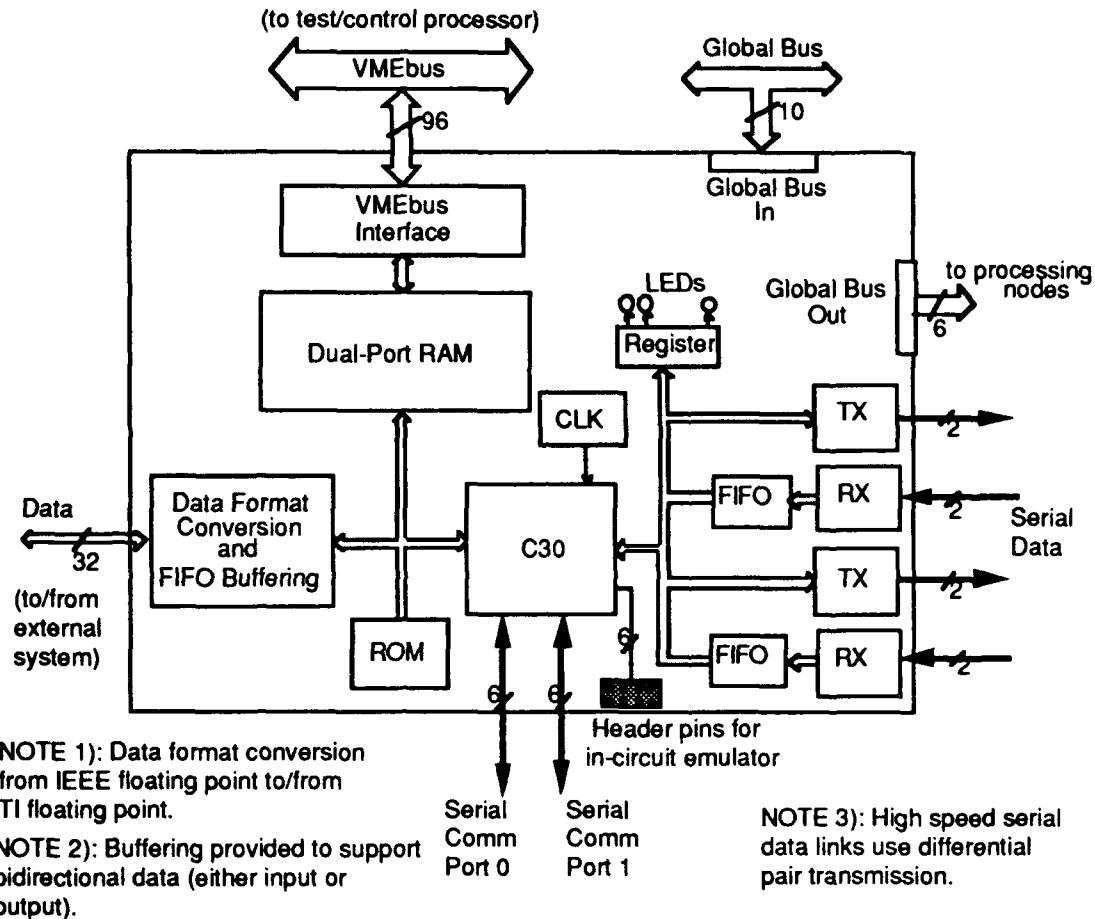 (to test/control processor)
VMEbus
96
Global Bus
10
Global Bus
In
VMEbus
Interface
Dual-Port RAM
LEDs
Register
Global Bus
Out
to processing
nodes
6
CLK
TX
2
Data
32
(to/from
external
system)
Data Format
Conversion
and
FIFO Buffering
C30
FIFO
RX
2
Serial
Data
TX
2
ROM
FIFO
RX
2
6
6
6
Header pins for
in-circuit emulator
Serial
Comm
Port 0
Serial
Comm
Port 1
NOTE 1): Data format conversion
from IEEE floating point to/from
TI floating point.
NOTE 2): Buffering provided to support
bidirectional data (either input or
output).
NOTE 3): High speed serial
data links use differential
pair transmission.